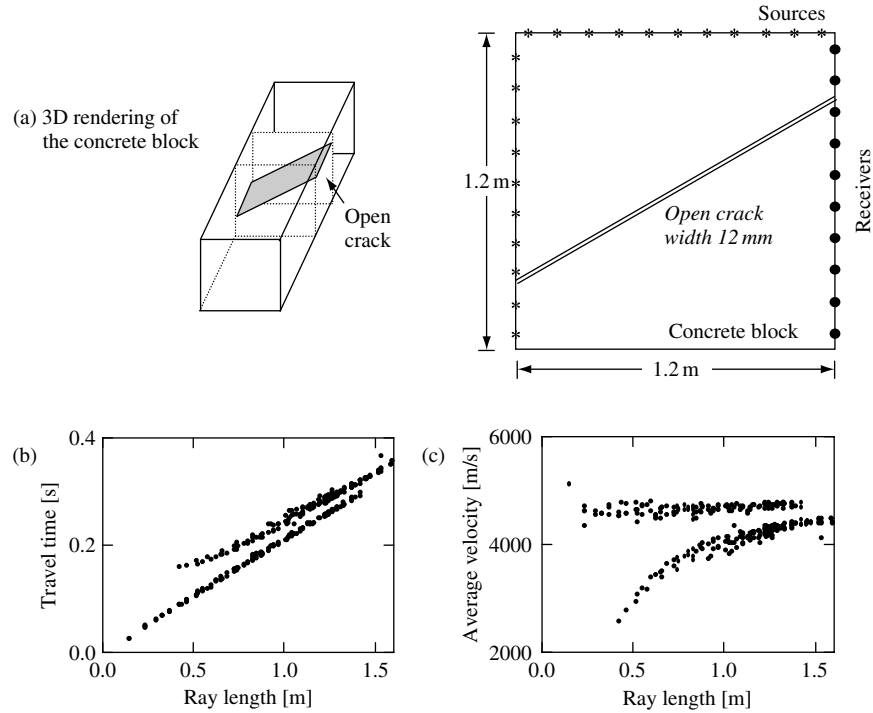 (a) 3D rendering of
the concrete block
Open
crack
Sources
1.2 m
Open crack
width 12 mm
Receivers
Concrete block
1.2 m
(b)
0.4
0.2
0.0
Travel time [s]
0.0 0.5 1.0 1.5
Ray length [m]
(c)
6000
4000
2000
Average velocity [m/s]
0.0 0.5 1.0 1.5
Ray length [m]